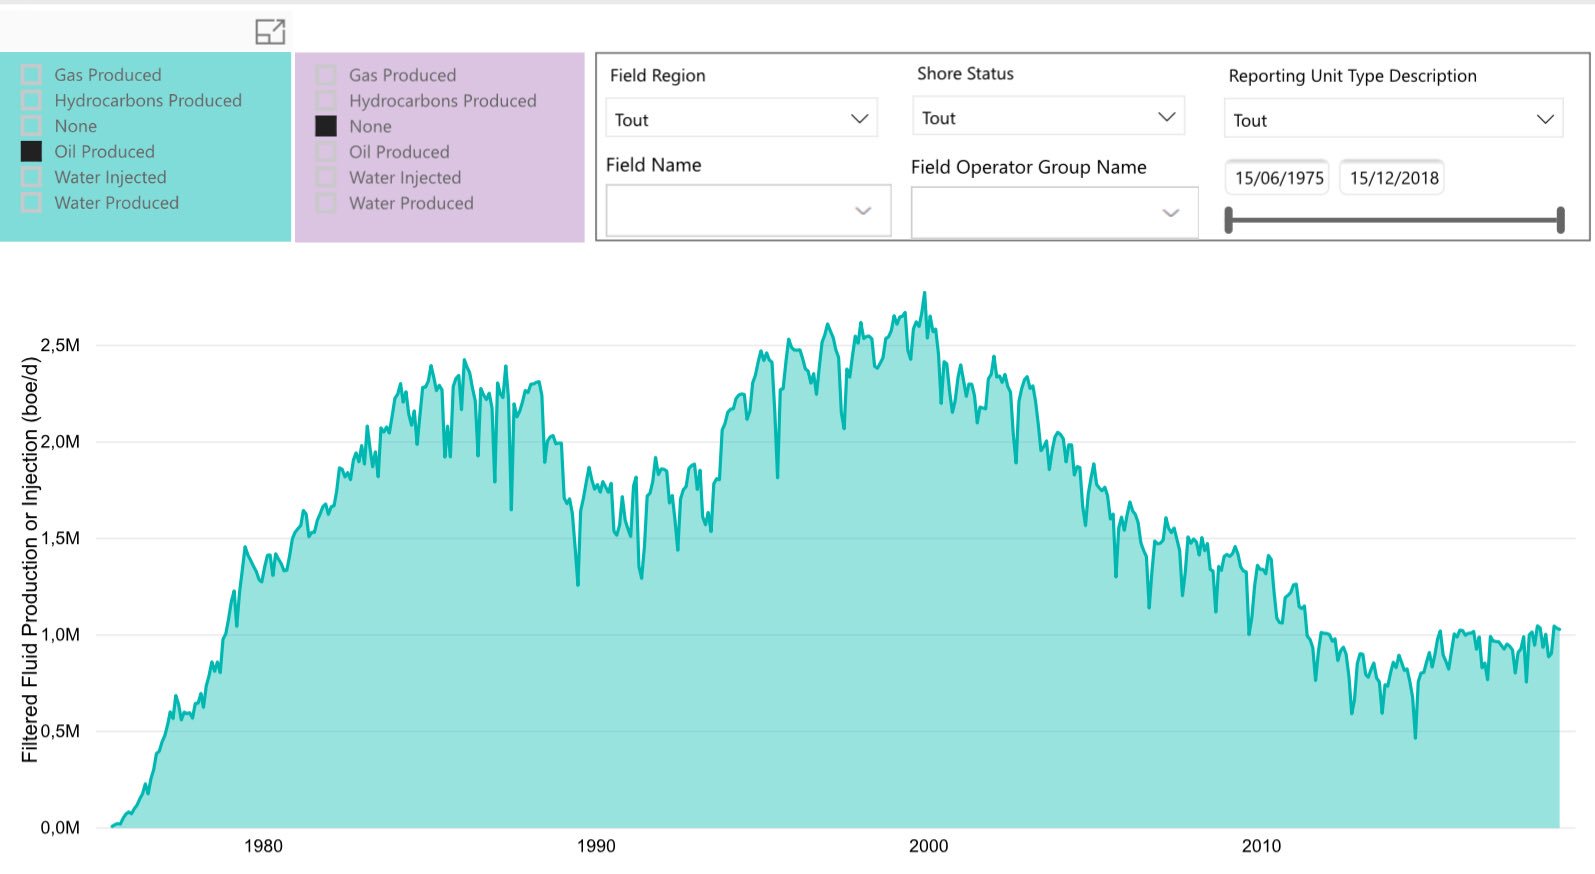 Gas Produced
Hydrocarbons Produced
None
Oil Produced
Water Injected
Water Produced
Gas Produced
Hydrocarbons Produced
None
Oil Produced
Water Injected
Water Produced
Field Region
Tout
Shore Status
Tout
Reporting Unit Type Description
Tout
Field Name
Field Operator Group Name
15/06/1975 15/12/2018
Filtered Fluid Production or Injection (boe/d)
2,5M
2,0M
1,5M
1,0M
0,5M
0,0M
1980 1990 2000 2010